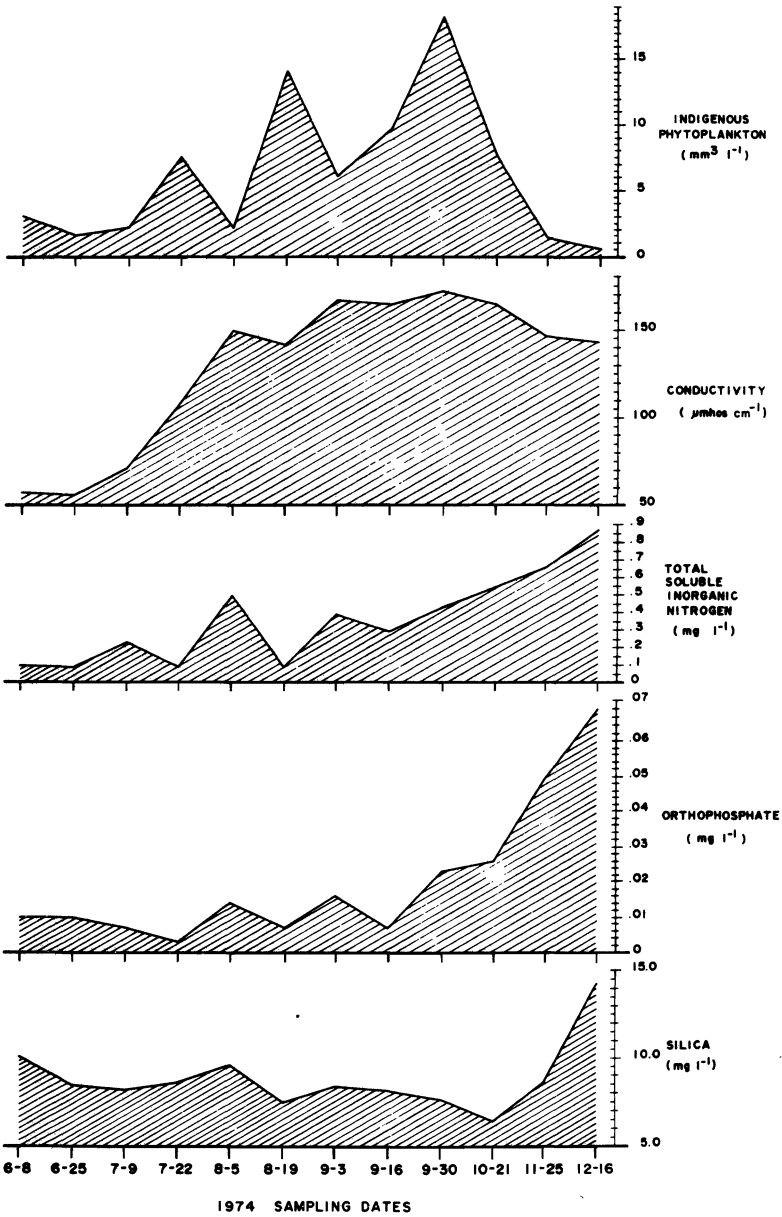 15
10
5
0
INDIGENOUS
PHYTOPLANKTON
(mm³ l⁻¹)
150
100
50
CONDUCTIVITY
(µmhos cm⁻¹)
.9
.8
.7
.6
.5
.4
.3
.2
.1
0
TOTAL
SOLUBLE
INORGANIC
NITROGEN
(mg l⁻¹)
.07
.06
.05
.04
.03
.02
.01
0
ORTHOPHOSPHATE
(mg l⁻¹)
15.0
10.0
5.0
SILICA
(mg l⁻¹)
6-8 6-25 7-9 7-22 8-5 8-19 9-3 9-16 9-30 10-21 11-25 12-16
1974 SAMPLING DATES